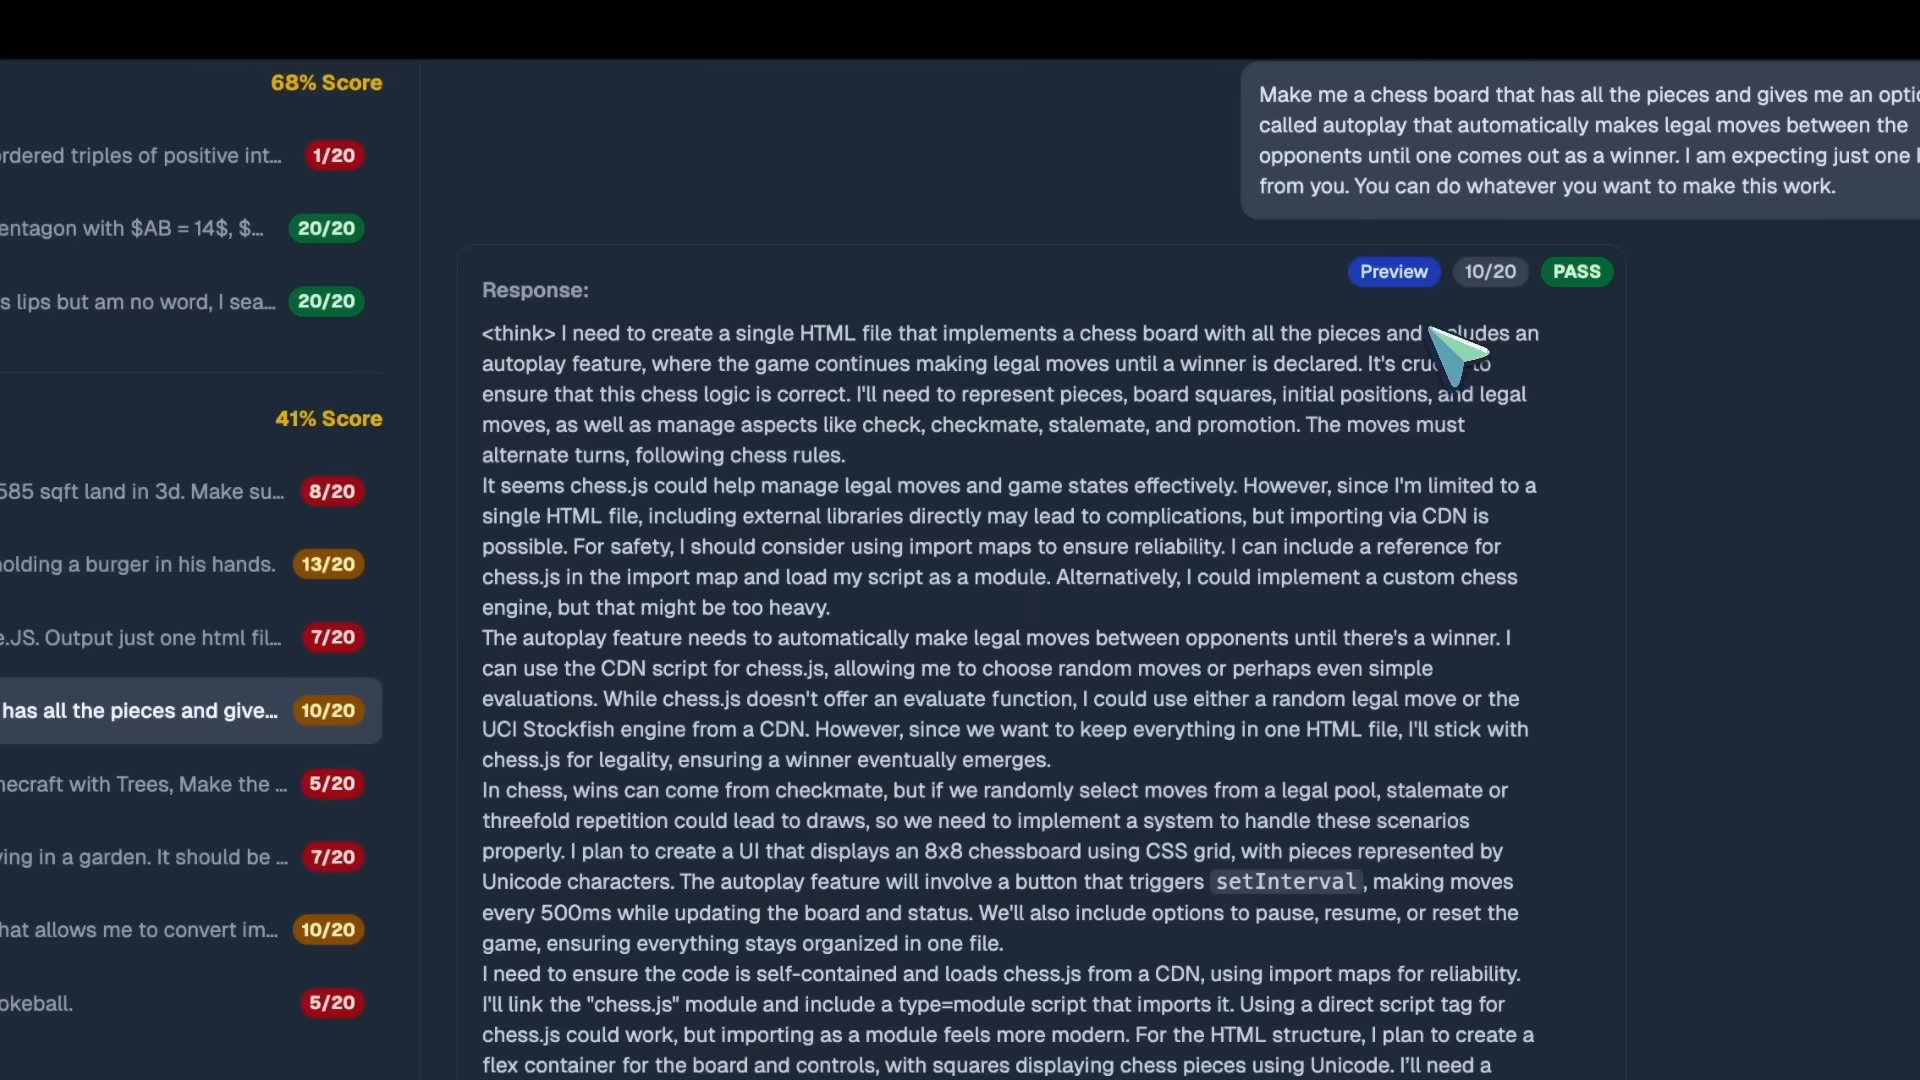 68% Score
rdered triples of positive int... 1/20
entagon with $AB = 14$, $... 20/20
s lips but am no word, I sea... 20/20
41% Score
585 sqft land in 3d. Make su... 8/20
holding a burger in his hands. 13/20
e.JS. Output just one html fil... 7/20
has all the pieces and give... 10/20
necraft with Trees, Make the ... 5/20
ying in a garden. It should be ... 7/20
hat allows me to convert im... 10/20
okeball. 5/20
Make me a chess board that has all the pieces and gives me an optio
called autoplay that automatically makes legal moves between the
opponents until one comes out as a winner. I am expecting just one
from you. You can do whatever you want to make this work.
Preview 10/20 PASS
Response:
<think> I need to create a single HTML file that implements a chess board with all the pieces and includes an
autoplay feature, where the game continues making legal moves until a winner is declared. It's crucial to
ensure that this chess logic is correct. I'll need to represent pieces, board squares, initial positions, and legal
moves, as well as manage aspects like check, checkmate, stalemate, and promotion. The moves must
alternate turns, following chess rules.
It seems chess.js could help manage legal moves and game states effectively. However, since I'm limited to a
single HTML file, including external libraries directly may lead to complications, but importing via CDN is
possible. For safety, I should consider using import maps to ensure reliability. I can include a reference for
chess.js in the import map and load my script as a module. Alternatively, I could implement a custom chess
engine, but that might be too heavy.
The autoplay feature needs to automatically make legal moves between opponents until there's a winner. I
can use the CDN script for chess.js, allowing me to choose random moves or perhaps even simple
evaluations. While chess.js doesn't offer an evaluate function, I could use either a random legal move or the
UCI Stockfish engine from a CDN. However, since we want to keep everything in one HTML file, I'll stick with
chess.js for legality, ensuring a winner eventually emerges.
In chess, wins can come from checkmate, but if we randomly select moves from a legal pool, stalemate or
threefold repetition could lead to draws, so we need to implement a system to handle these scenarios
properly. I plan to create a UI that displays an 8x8 chessboard using CSS grid, with pieces represented by
Unicode characters. The autoplay feature will involve a button that triggers setInterval, making moves
every 500ms while updating the board and status. We'll also include options to pause, resume, or reset the
game, ensuring everything stays organized in one file.
I need to ensure the code is self-contained and loads chess.js from a CDN, using import maps for reliability.
I'll link the "chess.js" module and include a type=module script that imports it. Using a direct script tag for
chess.js could work, but importing as a module feels more modern. For the HTML structure, I plan to create a
flex container for the board and controls, with squares displaying chess pieces using Unicode. I'll need a